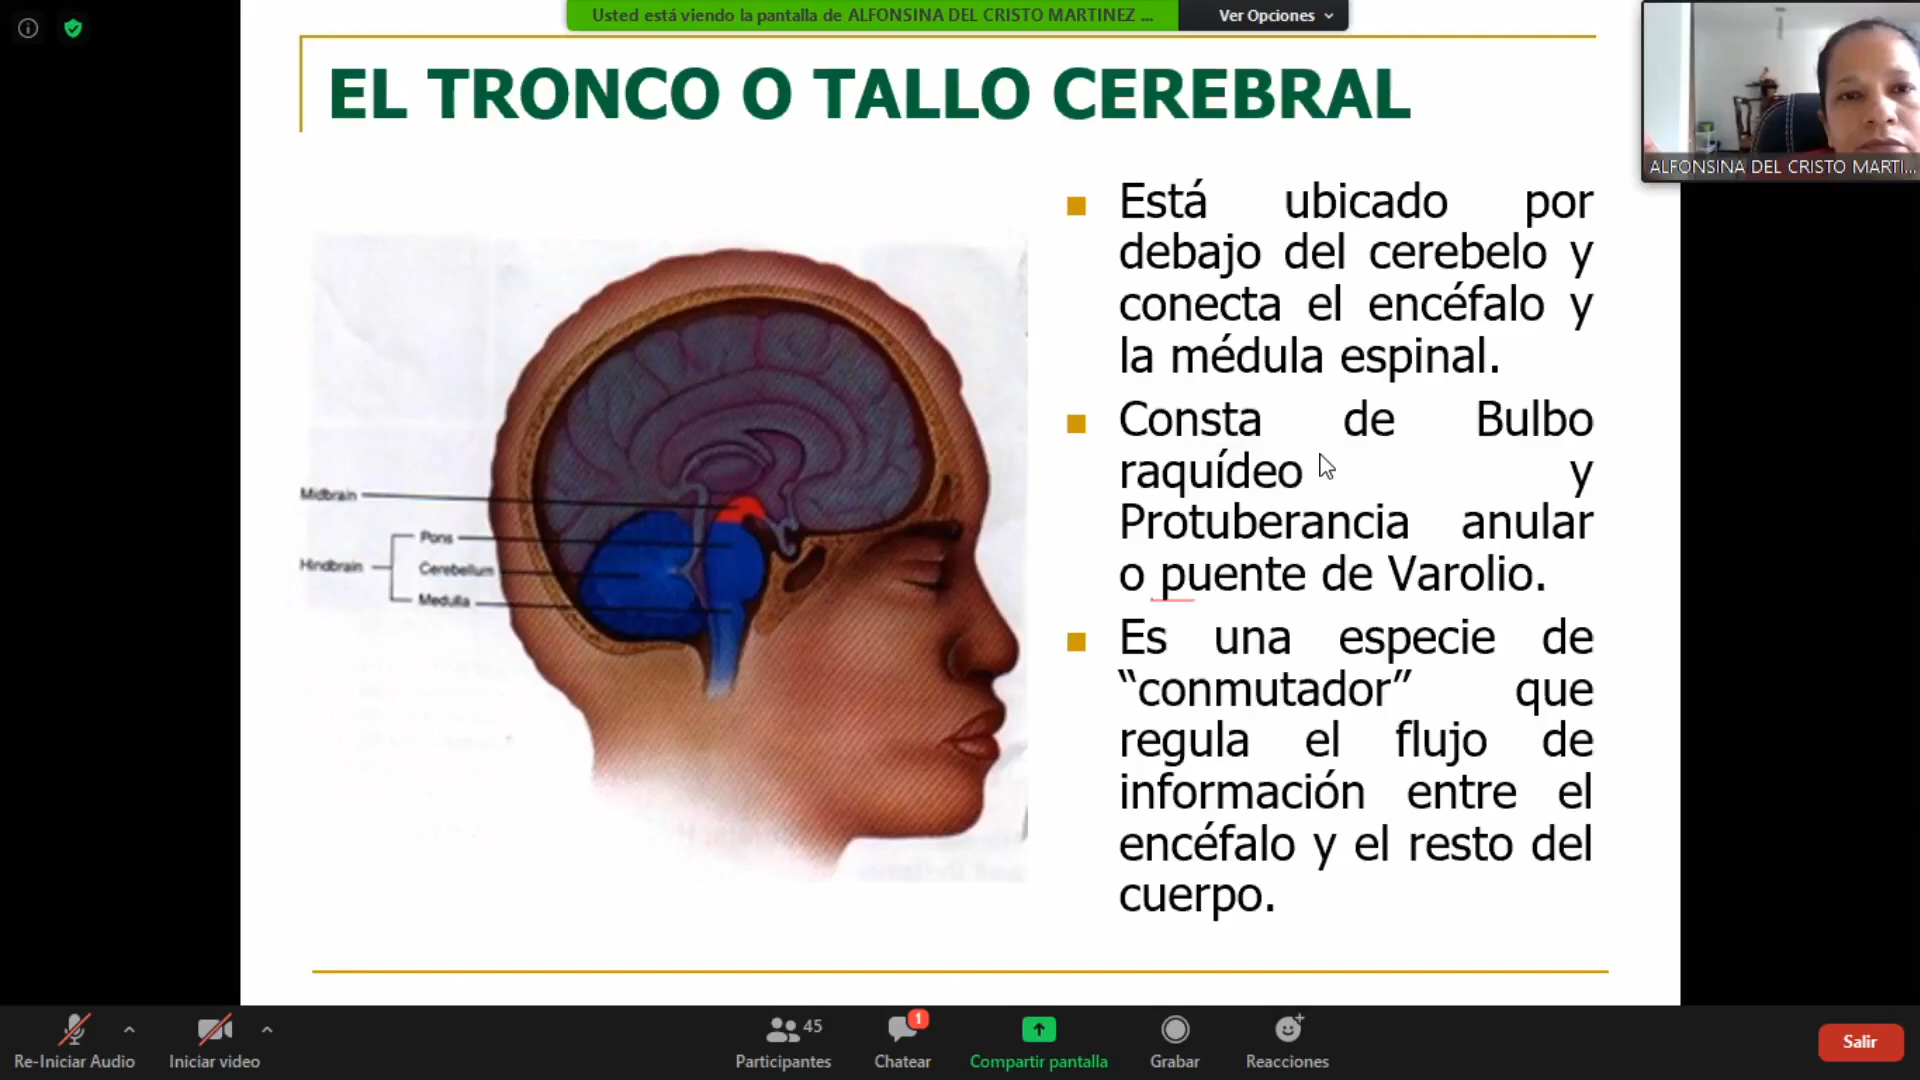 Usted está viendo la pantalla de ALFONSINA DEL CRISTO MARTINEZ ...
Ver Opciones
EL TRONCO O TALLO CEREBRAL
ALFONSINA DEL CRISTO MARTI...
Está ubicado por
debajo del cerebelo y
conecta el encéfalo y
la médula espinal.
Consta de Bulbo
raquídeo y
Protuberancia anular
o puente de Varolio.
Es una especie de
“conmutador” que
regula el flujo de
información entre el
encéfalo y el resto del
cuerpo.
Midbrain
Pons
Hindbrain
Cerebellum
Medulla
45
1
Re-Iniciar Audio
Iniciar video
Participantes
Chatear
Compartir pantalla
Grabar
Reacciones
Salir